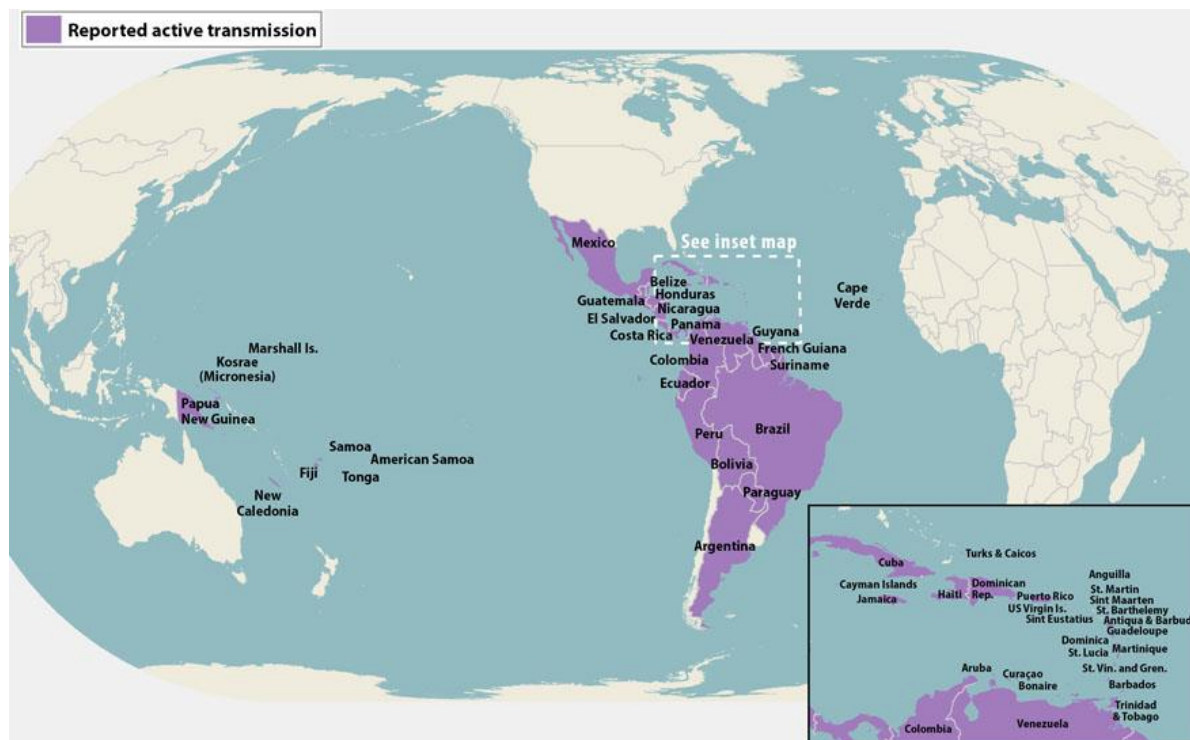 Reported active transmission
Mexico
See inset map
Belize
Honduras
Guatemala
Nicaragua
El Salvador
Panama
Costa Rica
Venezuela
Guyana
French Guiana
Suriname
Cape
Verde
Colombia
Ecuador
Peru
Brazil
Bolivia
Paraguay
Argentina
Marshall Is.
Kosrae
(Micronesia)
Papua
New Guinea
Samoa
American Samoa
Fiji
Tonga
New
Caledonia
Cuba
Turks & Caicos
Cayman Islands
Jamaica
Haiti
Dominican
Rep.
Puerto Rico
US Virgin Is.
Sint Eustatius
Anguilla
St. Martin
Sint Maarten
St. Barthelemy
Antiqua & Barbud
Guadeloupe
Dominica
St. Lucia
Martinique
St. Vin. and Gren.
Aruba
Curaçao
Bonaire
Barbados
Trinidad
& Tobago
Colombia
Venezuela